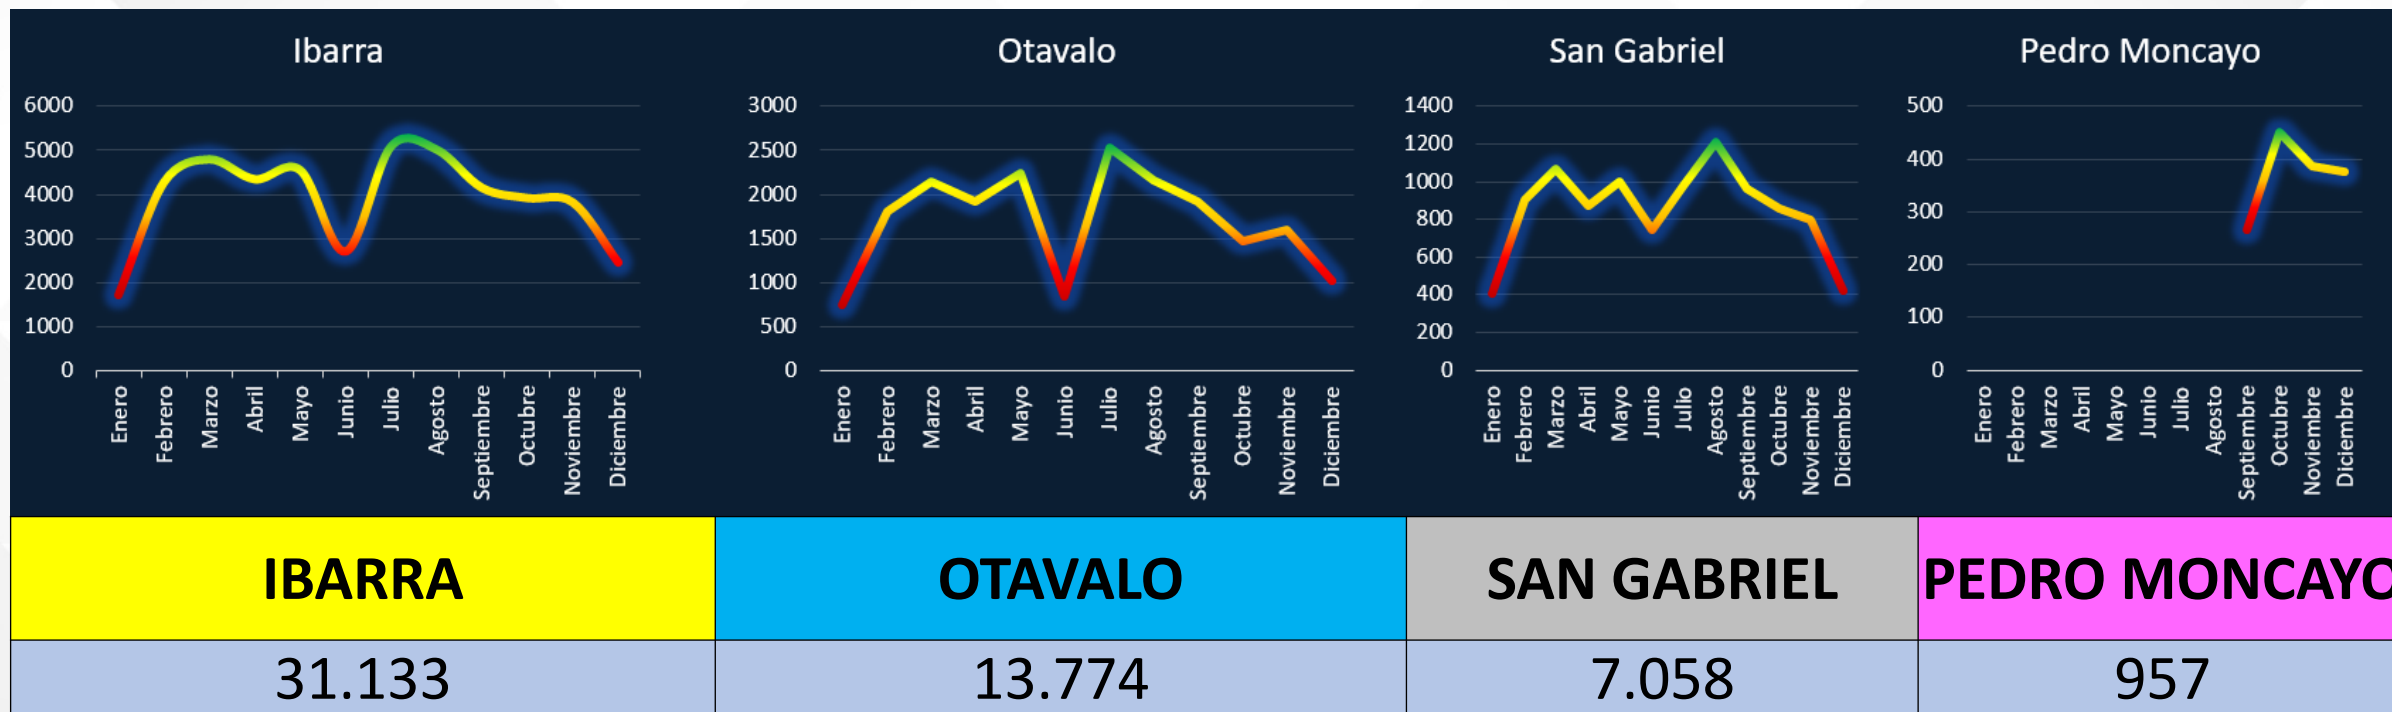 Ibarra
6000
5000
4000
3000
2000
1000
0
Enero
Febrero
Marzo
Abril
Mayo
Junio
Julio
Agosto
Septiembre
Octubre
Noviembre
Diciembre
Otavalo
3000
2500
2000
1500
1000
500
0
Enero
Febrero
Marzo
Abril
Mayo
Junio
Julio
Agosto
Septiembre
Octubre
Noviembre
Diciembre
San Gabriel
1400
1200
1000
800
600
400
200
0
Enero
Febrero
Marzo
Abril
Mayo
Junio
Julio
Agosto
Septiembre
Octubre
Noviembre
Diciembre
Pedro Moncayo
500
400
300
200
100
0
Enero
Febrero
Marzo
Abril
Mayo
Junio
Julio
Agosto
Septiembre
Octubre
Noviembre
Diciembre
IBARRA
OTAVALO
SAN GABRIEL
PEDRO MONCAYO
31.133
13.774
7.058
957